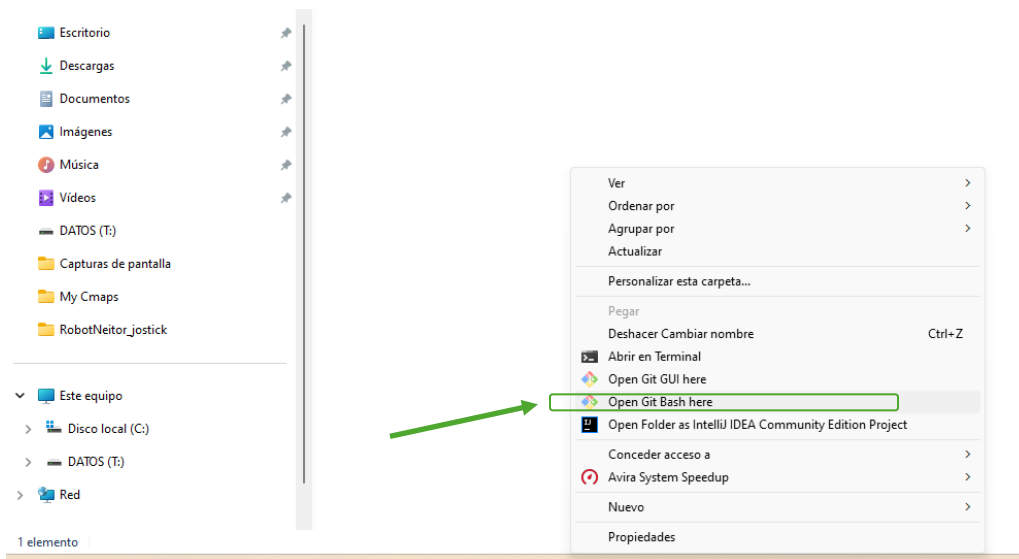 Escritorio
Descargas
Documentos
Imágenes
Música
Vídeos
DATOS (T:)
Capturas de pantalla
My Cmaps
RobotNeitor_jostick
Este equipo
Disco local (C:)
DATOS (T:)
Red
1 elemento
Ver
Ordenar por
Agrupar por
Actualizar
Personalizar esta carpeta...
Pegar
Deshacer Cambiar nombre Ctrl+Z
Abrir en Terminal
Open Git GUI here
Open Git Bash here
Open Folder as IntelliJ IDEA Community Edition Project
Conceder acceso a
Avira System Speedup
Nuevo
Propiedades